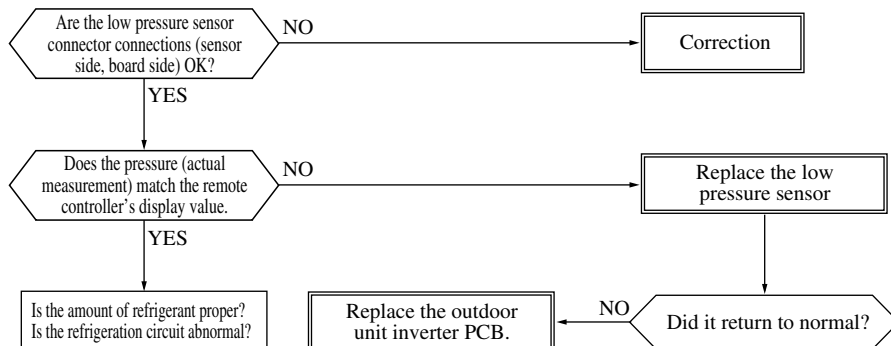 Are the low pressure sensor
connector connections (sensor
side, board side) OK?
NO
Correction
YES
Does the pressure (actual
measurement) match the remote
controller's display value.
NO
Replace the low
pressure sensor
YES
Is the amount of refrigerant proper?
Is the refrigeration circuit abnormal?
Replace the outdoor
unit inverter PCB.
NO
Did it return to normal?